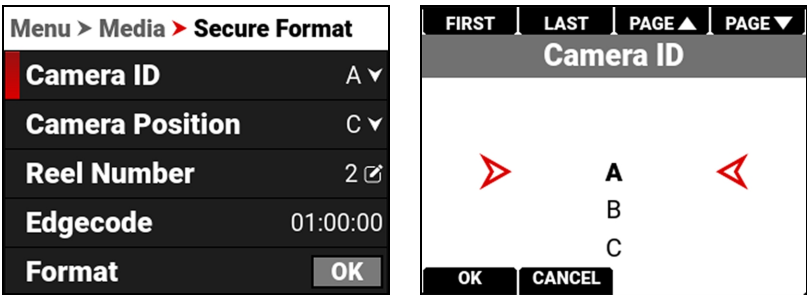 Menu > Media > Secure Format
Camera ID A
Camera Position C
Reel Number 2
Edgecode 01:00:00
Format OK
FIRST LAST PAGE▲ PAGE▼
Camera ID
A
B
C
OK CANCEL